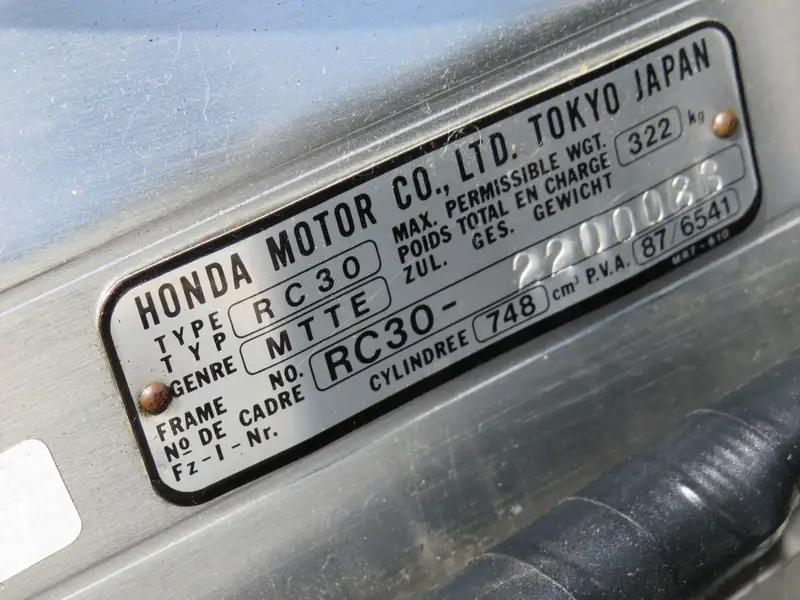 HONDA MOTOR CO., LTD. TOKYO JAPAN
TYPE
TYP RC30
GENRE MTTE
MAX. PERMISSIBLE WGT.
POIDS TOTAL EN CHARGE 322 kg
ZUL. GES. GEWICHT
FRAME NO.
No DE CADRE RC30-
Fz-I-Nr.
CYLINDREE 748 cm³ P.V.A. 87/6541